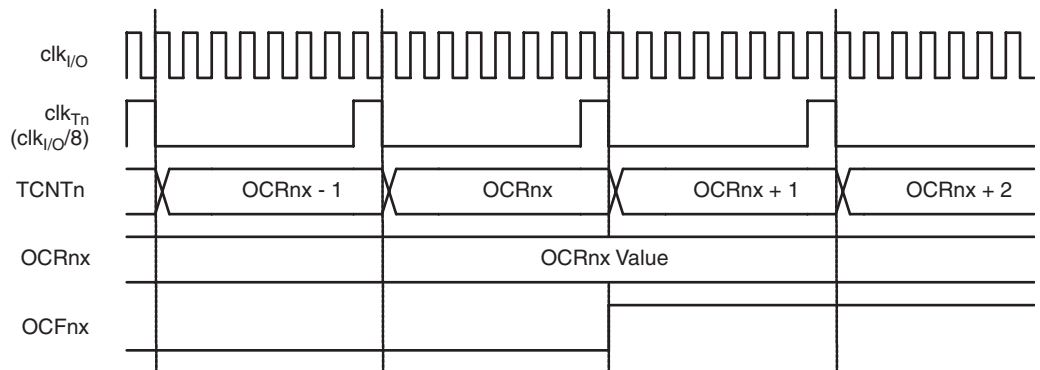 clkI/O
clkTn
(clkI/O/8)
TCNTn
OCRnx - 1
OCRnx
OCRnx + 1
OCRnx + 2
OCRnx
OCRnx Value
OCFnx